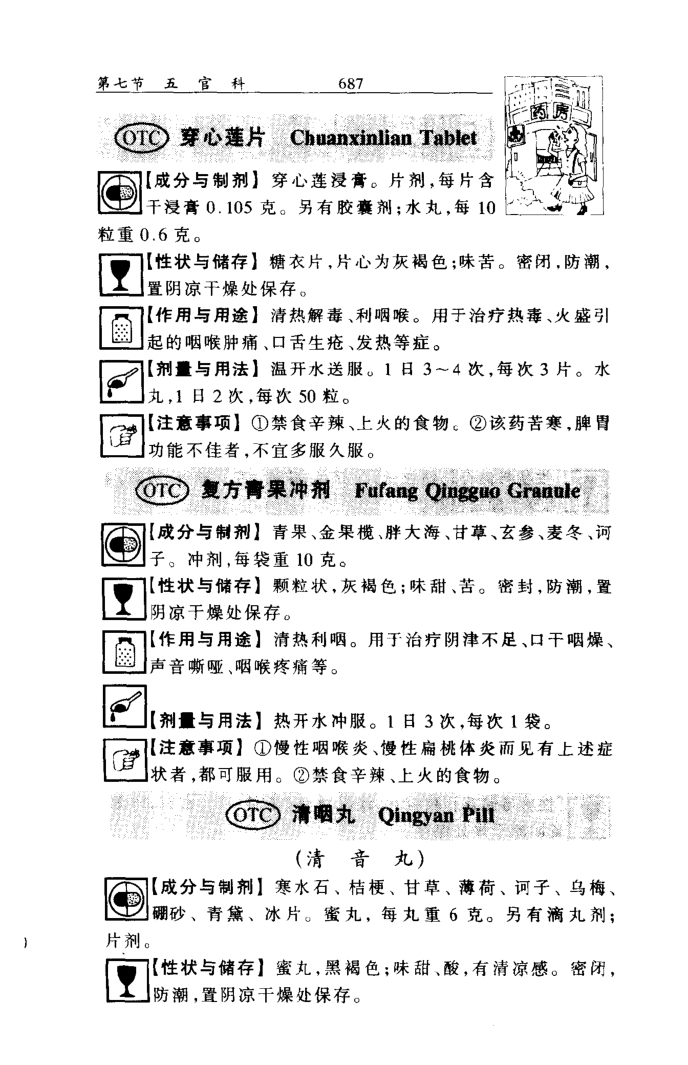 第七节 五官科 687
药房
OTC 穿心莲片 Chuanxinlian Tablet
【成分与制剂】穿心莲浸膏。片剂,每片含
干浸膏 0.105 克。另有胶囊剂;水丸,每 10
粒重 0.6 克。
【性状与储存】糖衣片,片心为灰褐色;味苦。密闭,防潮,
置阴凉干燥处保存。
【作用与用途】清热解毒、利咽喉。用于治疗热毒、火盛引
起的咽喉肿痛、口舌生疮、发热等症。
【剂量与用法】温开水送服。1 日 3～4 次,每次 3 片。水
丸,1 日 2 次,每次 50 粒。
【注意事项】①禁食辛辣、上火的食物。②该药苦寒,脾胃
功能不佳者,不宜多服久服。
OTC 复方青果冲剂 Fufang Qingguo Granule
【成分与制剂】青果、金果榄、胖大海、甘草、玄参、麦冬、诃
子。冲剂,每袋重 10 克。
【性状与储存】颗粒状,灰褐色;味甜、苦。密封,防潮,置
阴凉干燥处保存。
【作用与用途】清热利咽。用于治疗阴津不足、口干咽燥、
声音嘶哑、咽喉疼痛等。
【剂量与用法】热开水冲服。1 日 3 次,每次 1 袋。
【注意事项】①慢性咽喉炎、慢性扁桃体炎而见有上述症
状者,都可服用。②禁食辛辣、上火的食物。
OTC 清咽丸 Qingyan Pill
(清音丸)
【成分与制剂】寒水石、桔梗、甘草、薄荷、诃子、乌梅、
硼砂、青黛、冰片。蜜丸，每丸重 6 克。另有滴丸剂；
片剂。
【性状与储存】蜜丸,黑褐色;味甜、酸,有清凉感。密闭,
防潮,置阴凉干燥处保存。